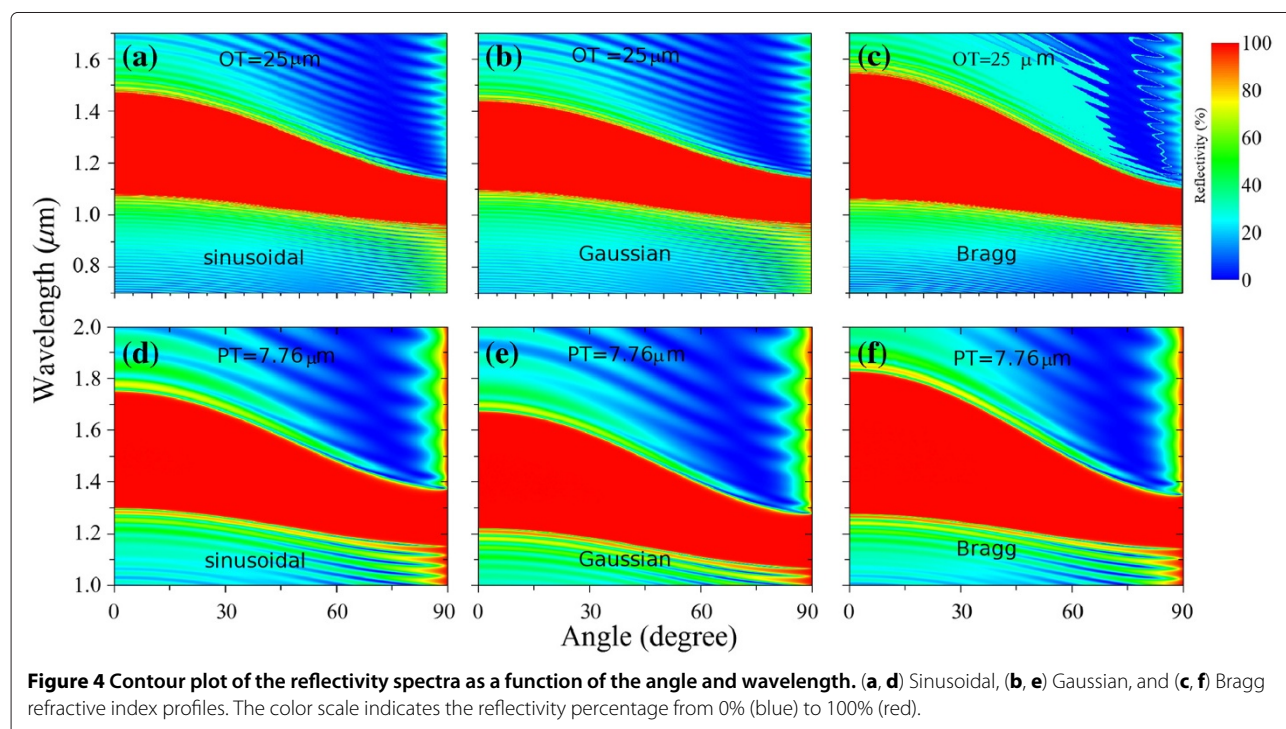 (a) OT=25μm
(b) OT =25μm
(c) OT=25 μm
1.6
1.4
1.2
1.0
0.8
sinusoidal
Gaussian
Bragg
100
80
60
40
20
0
Reflectivity (%)
Wavelength (μm)
(d) PT=7.76μm
(e) PT=7.76μm
(f) PT=7.76μm
2.0
1.8
1.6
1.4
1.2
1.0
sinusoidal
Gaussian
Bragg
0 30 60 90
0 30 60 90
0 30 60 90
Angle (degree)
Figure 4 Contour plot of the reflectivity spectra as a function of the angle and wavelength. (a, d) Sinusoidal, (b, e) Gaussian, and (c, f) Bragg
refractive index profiles. The color scale indicates the reflectivity percentage from 0% (blue) to 100% (red).